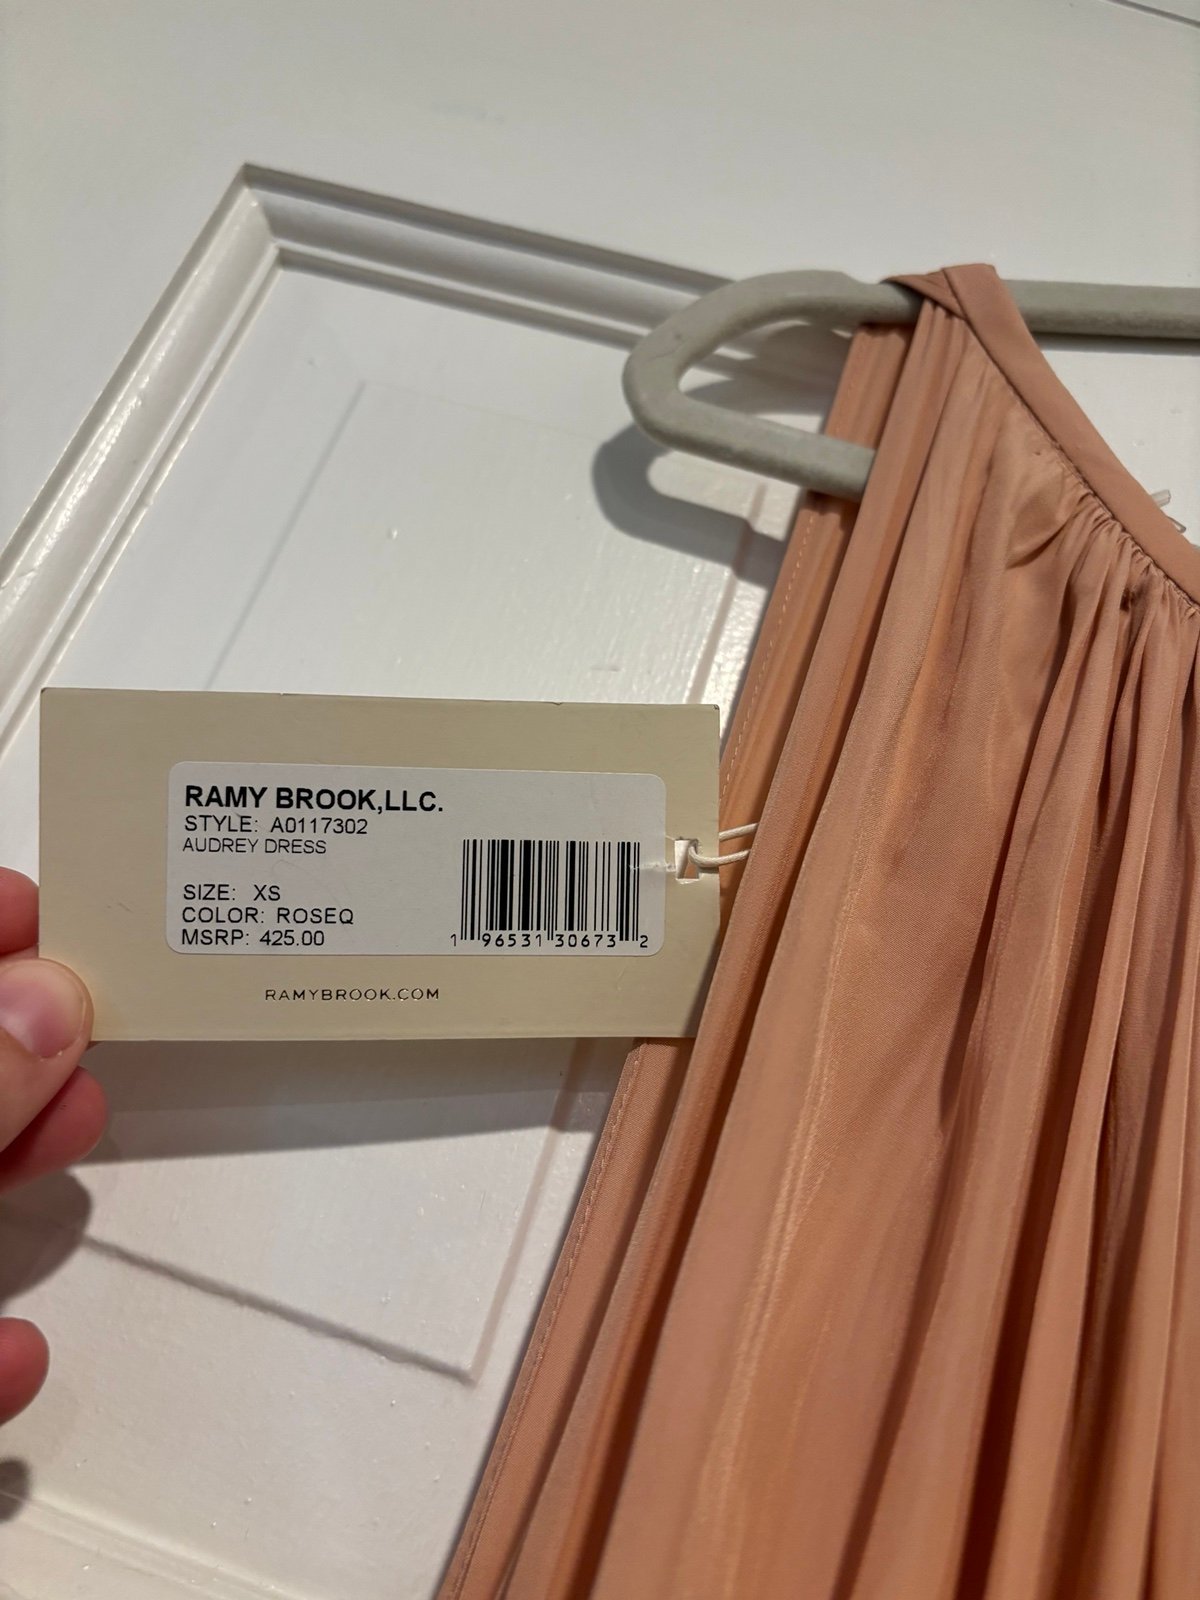 RAMY BROOK,LLC.
STYLE: A0117302
AUDREY DRESS
SIZE: XS
COLOR: ROSEQ
MSRP: 425.00
1 96531 30673 2
RAMYBROOK.COM